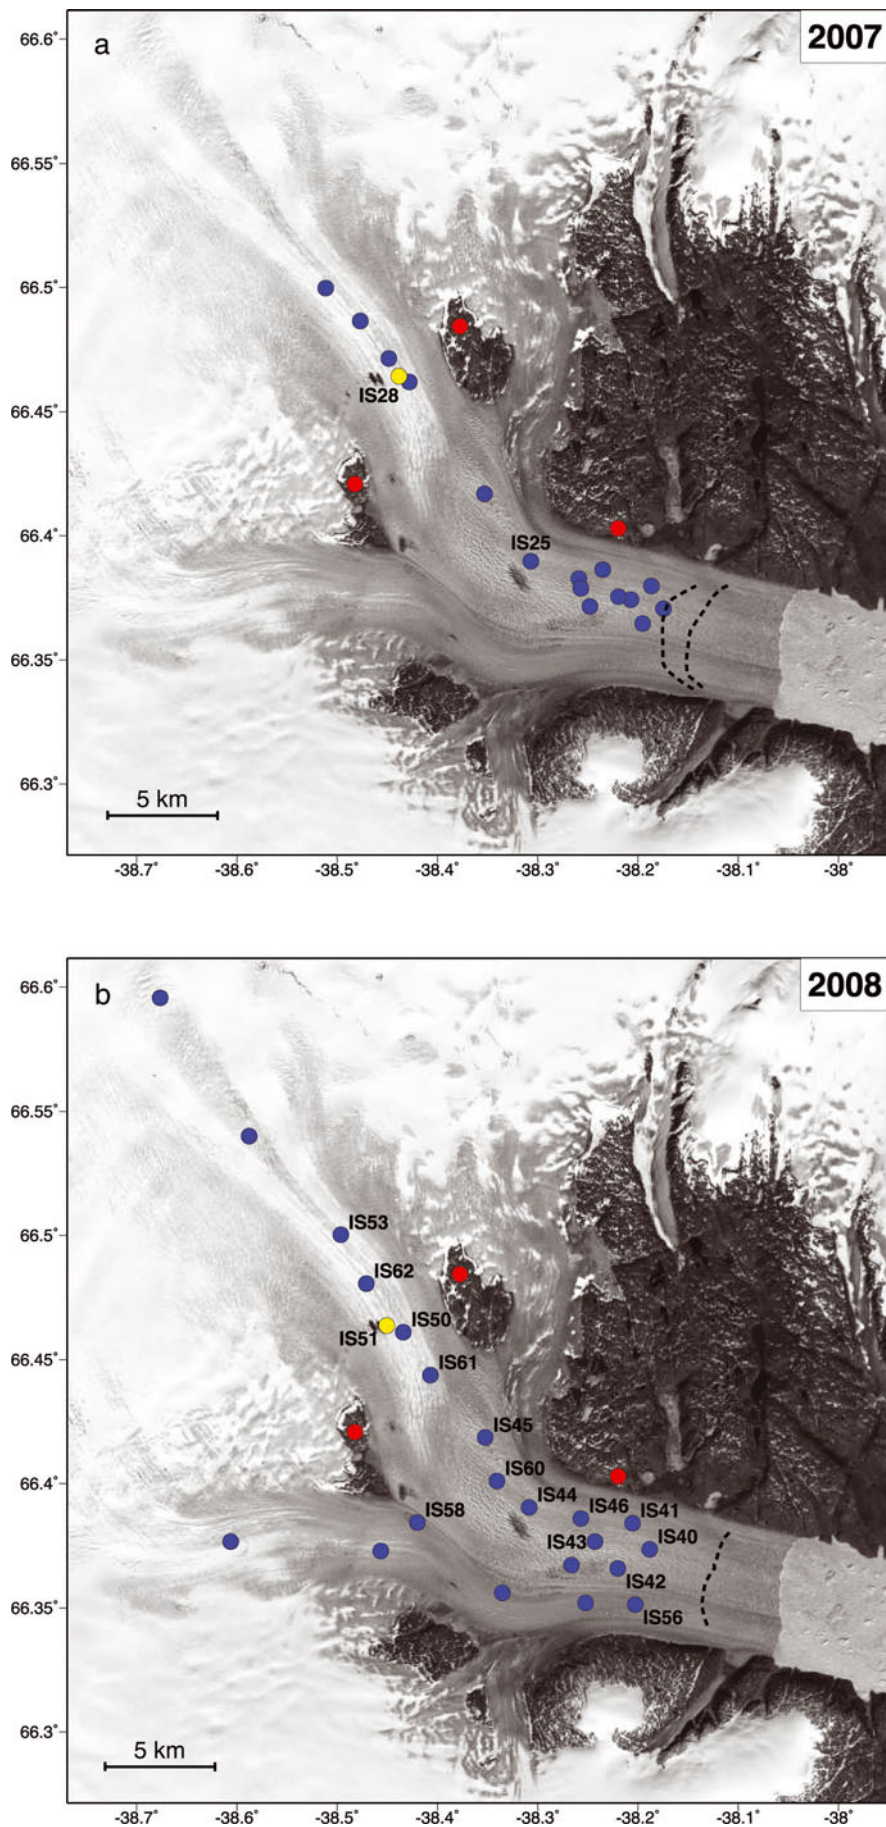 a
2007
66.6˚
66.55˚
66.5˚
66.45˚
66.4˚
66.35˚
66.3˚
IS28
IS25
5 km
-38.7˚ -38.6˚ -38.5˚ -38.4˚ -38.3˚ -38.2˚ -38.1˚ -38˚
b
2008
66.6˚
66.55˚
66.5˚
66.45˚
66.4˚
66.35˚
66.3˚
IS53
IS62
IS50
IS51
IS61
IS45
IS60
IS44 IS46 IS41
IS58
IS43 IS40
IS42
IS56
5 km
-38.7˚ -38.6˚ -38.5˚ -38.4˚ -38.3˚ -38.2˚ -38.1˚ -38˚